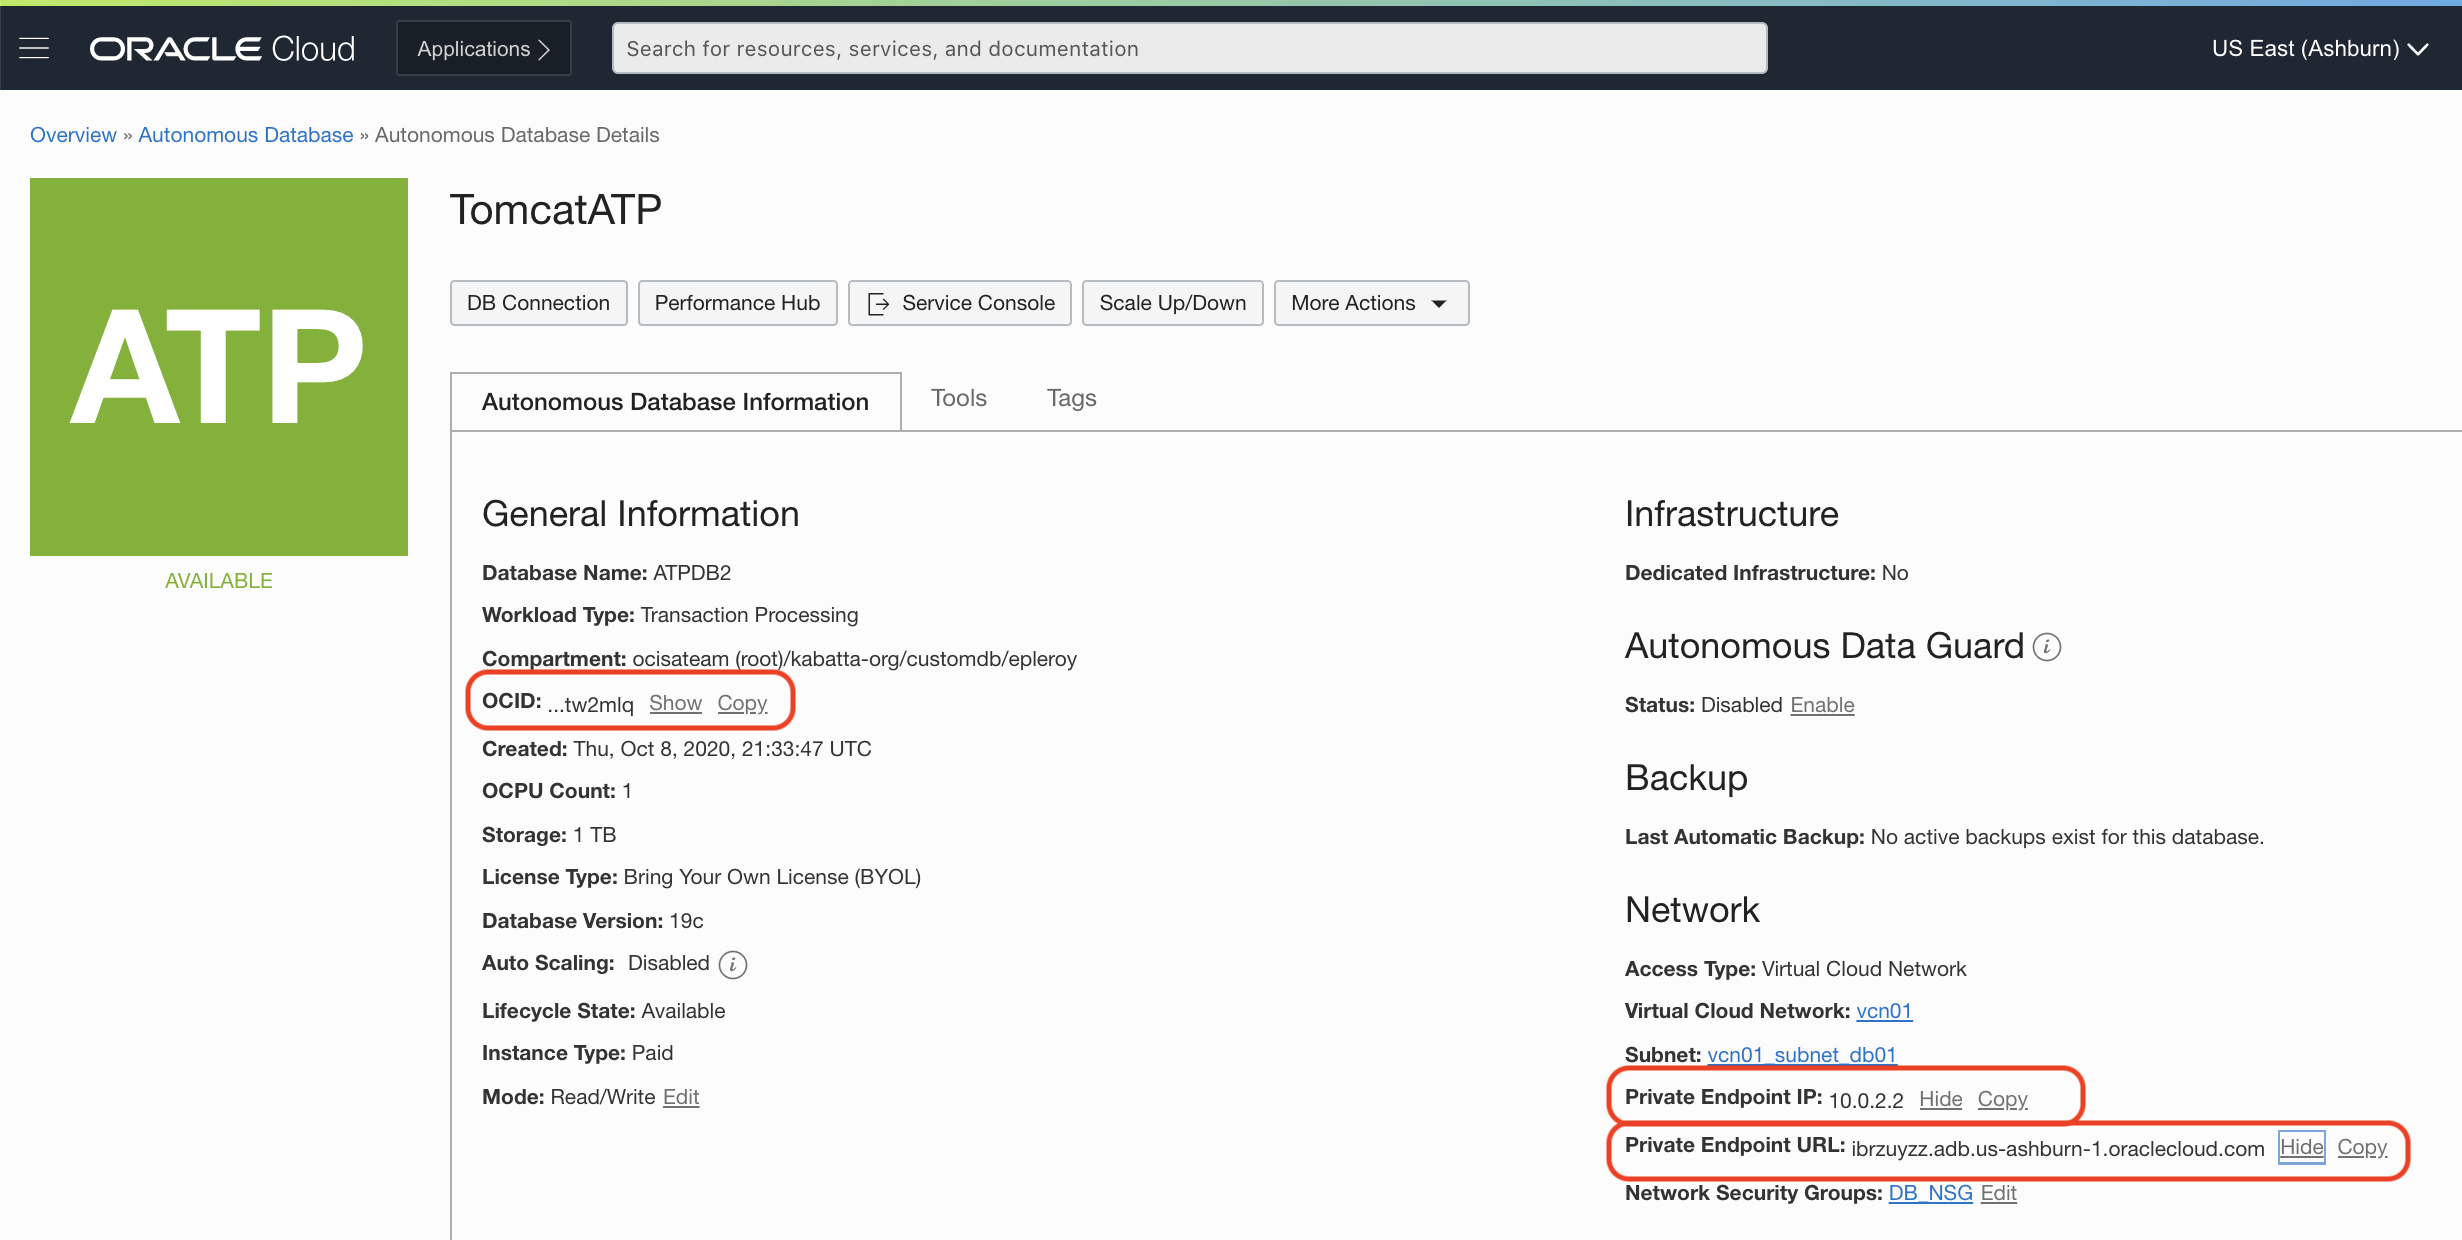 ORACLE Cloud
Applications
Search for resources, services, and documentation
US East (Ashburn)
Overview » Autonomous Database » Autonomous Database Details
ATP
AVAILABLE
TomcatATP
DB Connection
Performance Hub
Service Console
Scale Up/Down
More Actions
Autonomous Database Information
Tools
Tags
General Information
Database Name: ATPDB2
Workload Type: Transaction Processing
Compartment: ocisateam (root)/kabatta-org/customdb/epleroy
OCID: ...tw2mlq Show Copy
Created: Thu, Oct 8, 2020, 21:33:47 UTC
OCPU Count: 1
Storage: 1 TB
License Type: Bring Your Own License (BYOL)
Database Version: 19c
Auto Scaling: Disabled i
Lifecycle State: Available
Instance Type: Paid
Mode: Read/Write Edit
Infrastructure
Dedicated Infrastructure: No
Autonomous Data Guard i
Status: Disabled Enable
Backup
Last Automatic Backup: No active backups exist for this database.
Network
Access Type: Virtual Cloud Network
Virtual Cloud Network: vcn01
Subnet: vcn01_subnet_db01
Private Endpoint IP: 10.0.2.2 Hide Copy
Private Endpoint URL: ibrzuyzz.adb.us-ashburn-1.oraclecloud.com Hide Copy
Network Security Groups: DB_NSG Edit